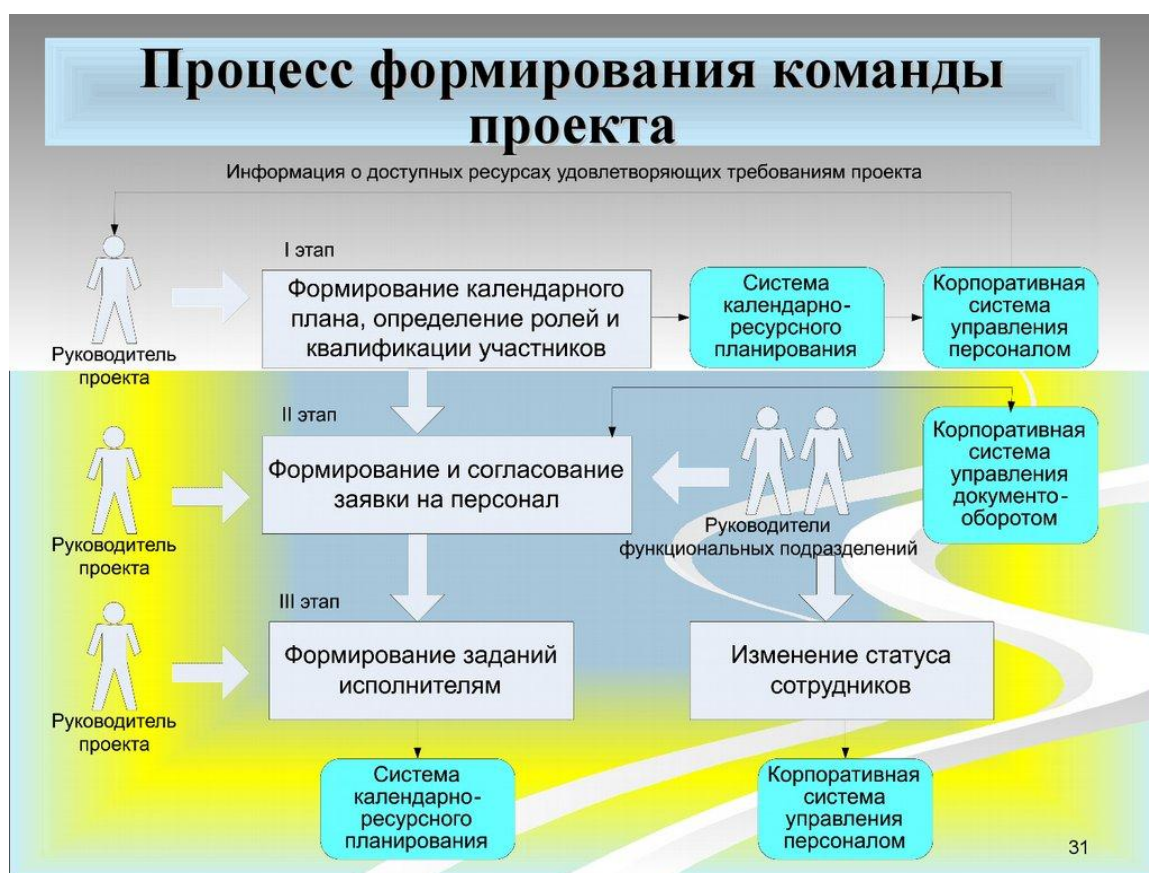 Процесс формирования команды
проекта
Информация о доступных ресурсах, удовлетворяющих требованиям проекта
I этап
Формирование календарного
плана, определение ролей и
квалификации участников
Система
календарно-
ресурсного
планирования
Корпоративная
система
управления
персоналом
Руководитель
проекта
II этап
Формирование и согласование
заявки на персонал
Руководители
функциональных подразделений
Корпоративная
система
управления
документо-
оборотом
Руководитель
проекта
III этап
Формирование заданий
исполнителям
Изменение статуса
сотрудников
Руководитель
проекта
Система
календарно-
ресурсного
планирования
Корпоративная
система
управления
персоналом
31